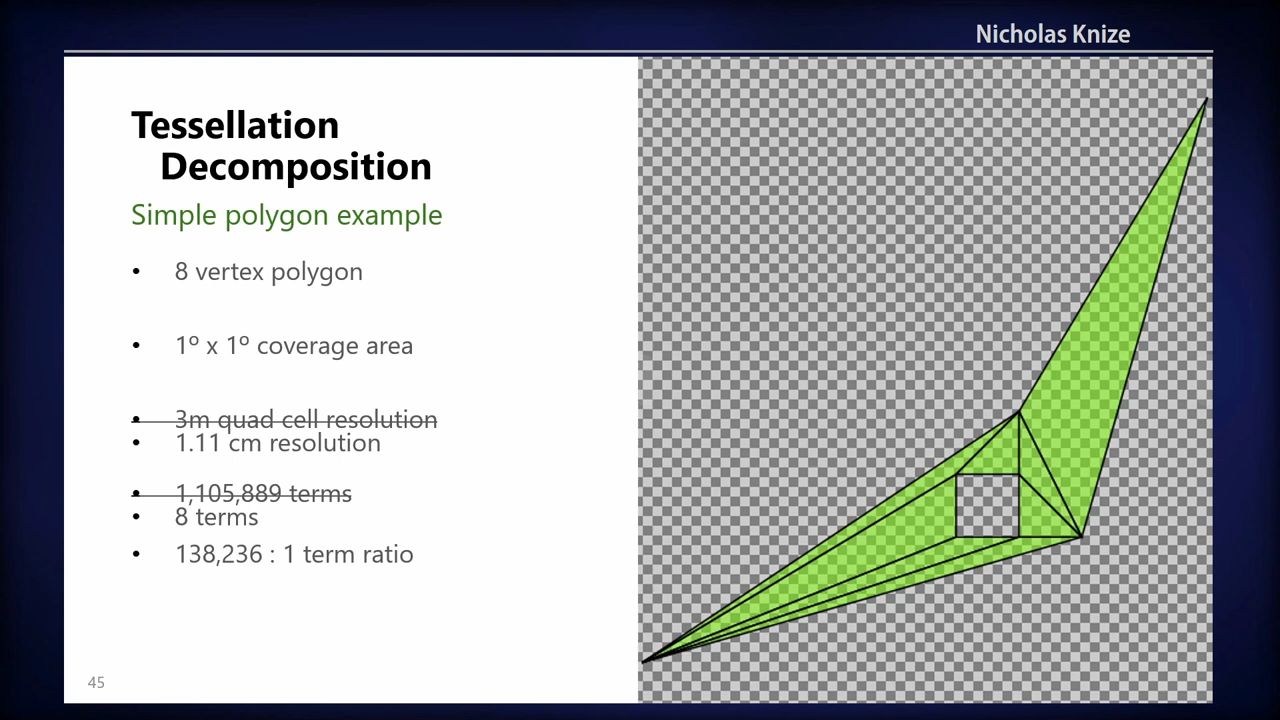 Nicholas Knize
Tessellation
Decomposition
Simple polygon example
• 8 vertex polygon
• 1º x 1º coverage area
• 3m quad cell resolution
• 1.11 cm resolution
• 1,105,889 terms
• 8 terms
• 138,236 : 1 term ratio
45